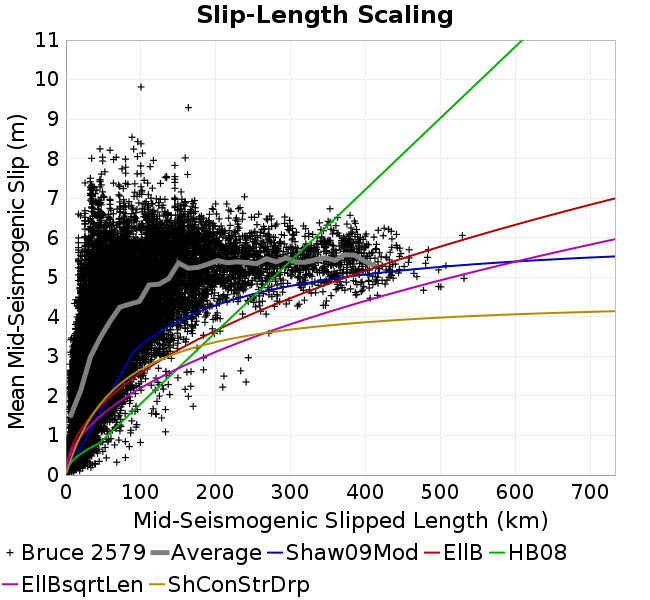 Slip-Length Scaling
11
10
9
8
7
6
5
4
3
2
1
0
Mean Mid-Seismogenic Slip (m)
0 100 200 300 400 500 600 700
Mid-Seismogenic Slipped Length (km)
Bruce 2579 Average Shaw09Mod EllB HB08
EllBsqrtLen ShConStrDrp